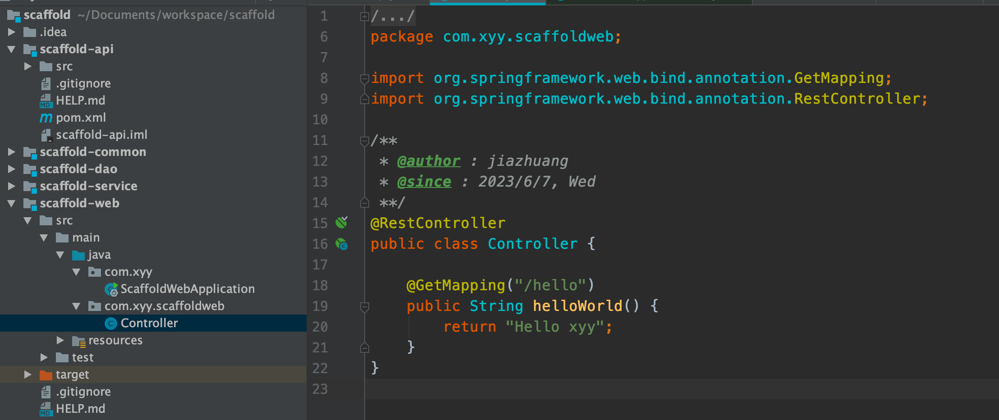 scaffold ~/Documents/workspace/scaffold
.idea
scaffold-api
src
.gitignore
HELP.md
pom.xml
scaffold-api.iml
scaffold-common
scaffold-dao
scaffold-service
scaffold-web
src
main
java
com.xyy
ScaffoldWebApplication
com.xyy.scaffoldweb
Controller
resources
test
target
.gitignore
HELP.md
1 /.../
6 package com.xyy.scaffoldweb;
7
8 import org.springframework.web.bind.annotation.GetMapping;
9 import org.springframework.web.bind.annotation.RestController;
10
11 /**
12 * @author : jiazhuang
13 * @since : 2023/6/7, Wed
14 **/
15 @RestController
16 public class Controller {
17
18 @GetMapping("/hello")
19 public String helloWorld() {
20 return "Hello xyy";
21 }
22 }
23